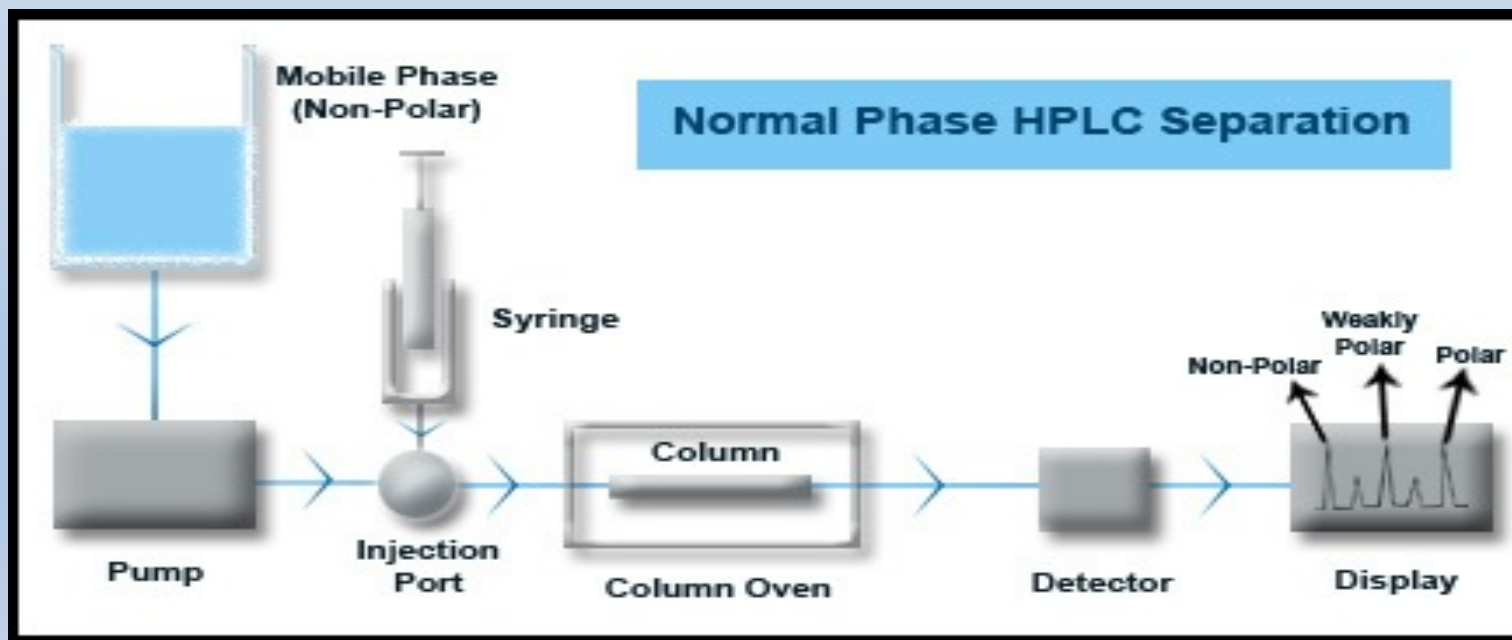 Mobile Phase
(Non-Polar)
Normal Phase HPLC Separation
Syringe
Weakly
Polar
Non-Polar
Polar
Column
Pump
Injection
Port
Column Oven
Detector
Display